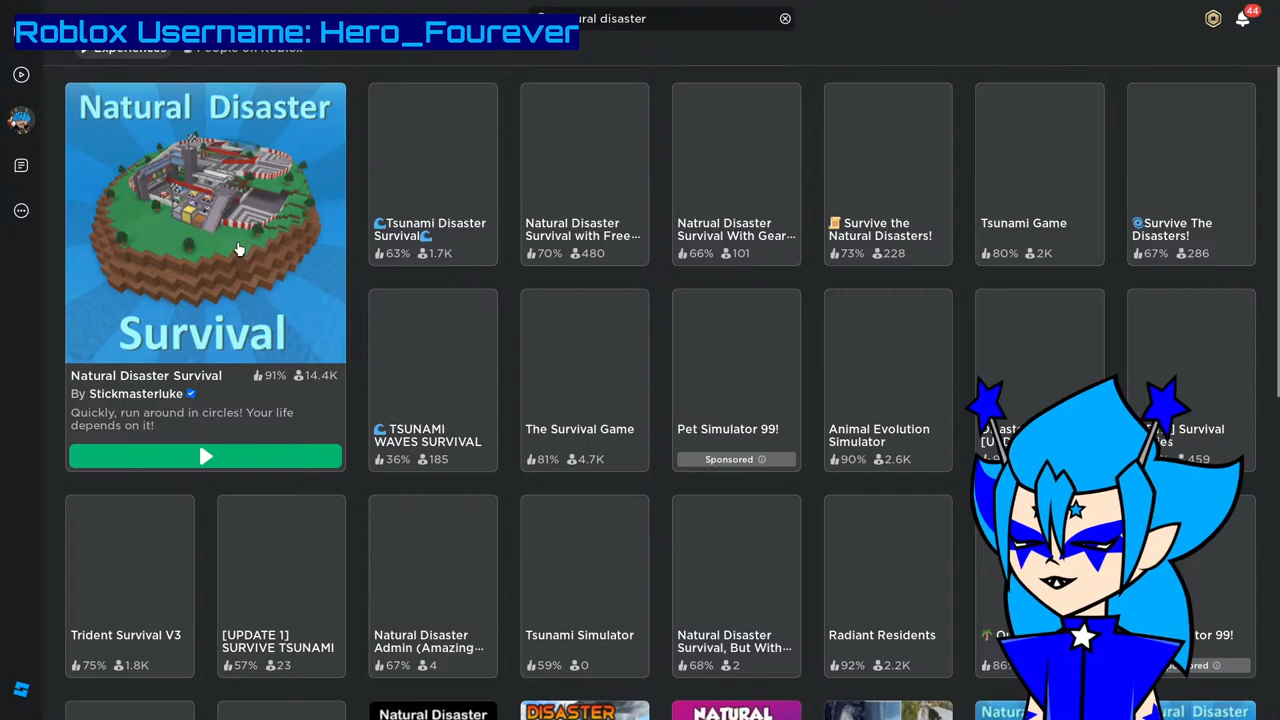 ural disaster
44
Roblox Username: Hero_Fourever
Experiences
People on Roblox
Natural Disaster
Survival
Natural Disaster Survival
91% 14.4K
By Stickmasterluke
Quickly, run around in circles! Your life
depends on it!
🌊Tsunami Disaster
Survival🌊
63% 1.7K
Natural Disaster
Survival with Free...
70% 480
Natrual Disaster
Survival With Gear...
66% 101
📜 Survive the
Natural Disasters!
73% 228
Tsunami Game
80% 2K
🌀Survive The
Disasters!
67% 286
🌊 TSUNAMI
WAVES SURVIVAL
36% 185
The Survival Game
81% 4.7K
Pet Simulator 99!
Sponsored
Animal Evolution
Simulator
90% 2.6K
Survival
459
Trident Survival V3
75% 1.8K
[UPDATE 1]
SURVIVE TSUNAMI
57% 23
Natural Disaster
Admin (Amazing...
67% 4
Tsunami Simulator
59% 0
Natural Disaster
Survival, But With...
68% 2
Radiant Residents
92% 2.2K
99!
Natural Disaster
DISASTER
NATURAL
Natural Disaster